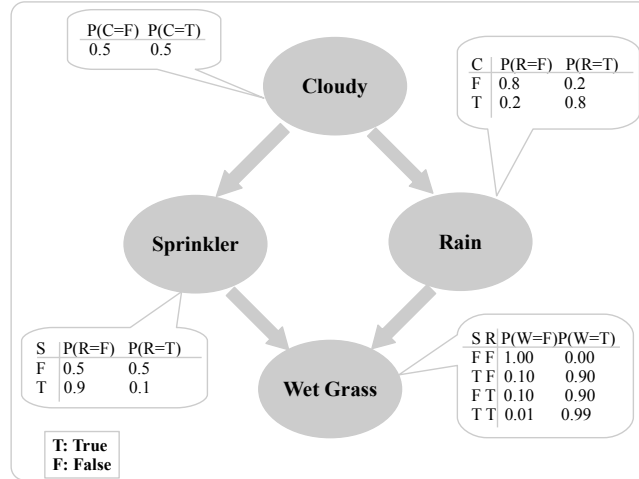 P(C=F) P(C=T)
0.5 0.5
Cloudy
C P(R=F) P(R=T)
F 0.8 0.2
T 0.2 0.8
Sprinkler
Rain
S P(R=F) P(R=T)
F 0.5 0.5
T 0.9 0.1
S R P(W=F)P(W=T)
F F 1.00 0.00
T F 0.10 0.90
F T 0.10 0.90
T T 0.01 0.99
Wet Grass
T: True
F: False